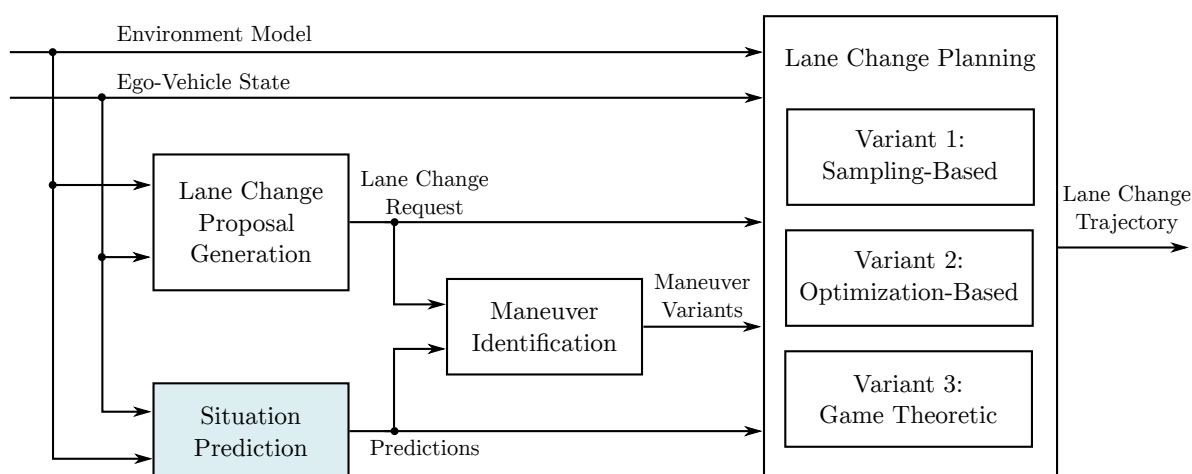 Environment Model
Ego-Vehicle State
Lane Change
Proposal
Generation
Lane Change
Request
Situation
Prediction
Predictions
Maneuver
Identification
Maneuver
Variants
Lane Change Planning
Variant 1:
Sampling-Based
Variant 2:
Optimization-Based
Variant 3:
Game Theoretic
Lane Change
Trajectory